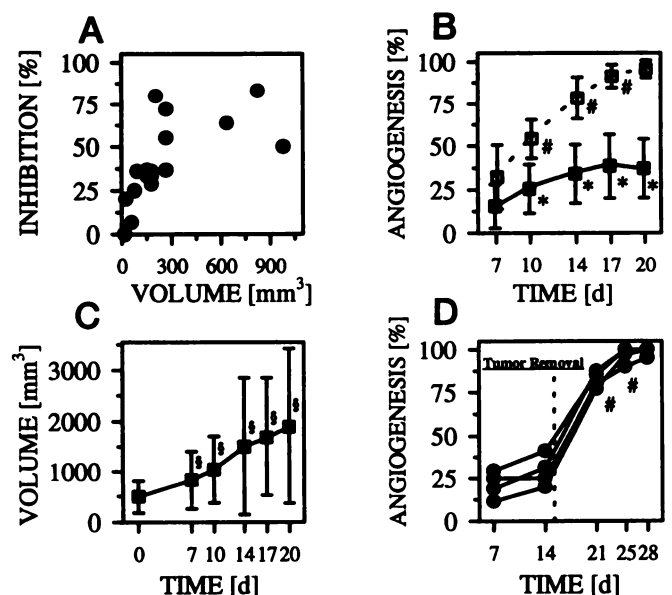 A
INHIBITION [%]
100
75
50
25
0
0 300 600 900
VOLUME [mm³]
B
ANGIOGENESIS [%]
100
75
50
25
0
# # #
* * * *
7 10 14 17 20
TIME [d]
C
VOLUME [mm³]
3000
2000
1000
0
§ § § § §
0 7 10 14 17 20
TIME [d]
D
ANGIOGENESIS [%]
100
75
50
25
0
Tumor Removal
# #
7 14 21 25 28
TIME [d]